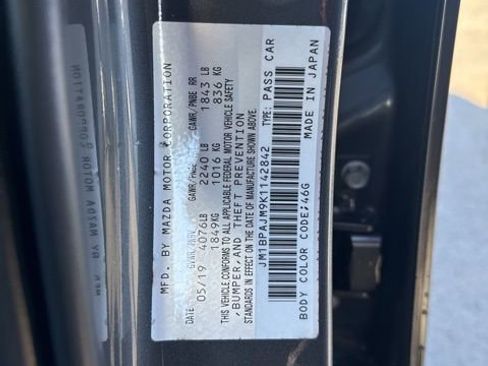 MFD. BY MAZDA MOTOR CORPORATION
DATE GVWR/PNBV GAWR/PNBE GAWR/PNBE RR
05/19 4076LB 2240 LB 1843 LB
1849KG 1016 KG 836 KG
THIS VEHICLE CONFORMS TO ALL APPLICABLE FEDERAL MOTOR VEHICLE SAFETY
,BUMPER,AND THEFT PREVENTION
STANDARDS IN EFFECT ON THE DATE OF MANUFACTURE SHOWN ABOVE.
JM1BPAJM9K1142842 TYPE: PASS CAR
BODY COLOR CODE;46G MADE IN JAPAN